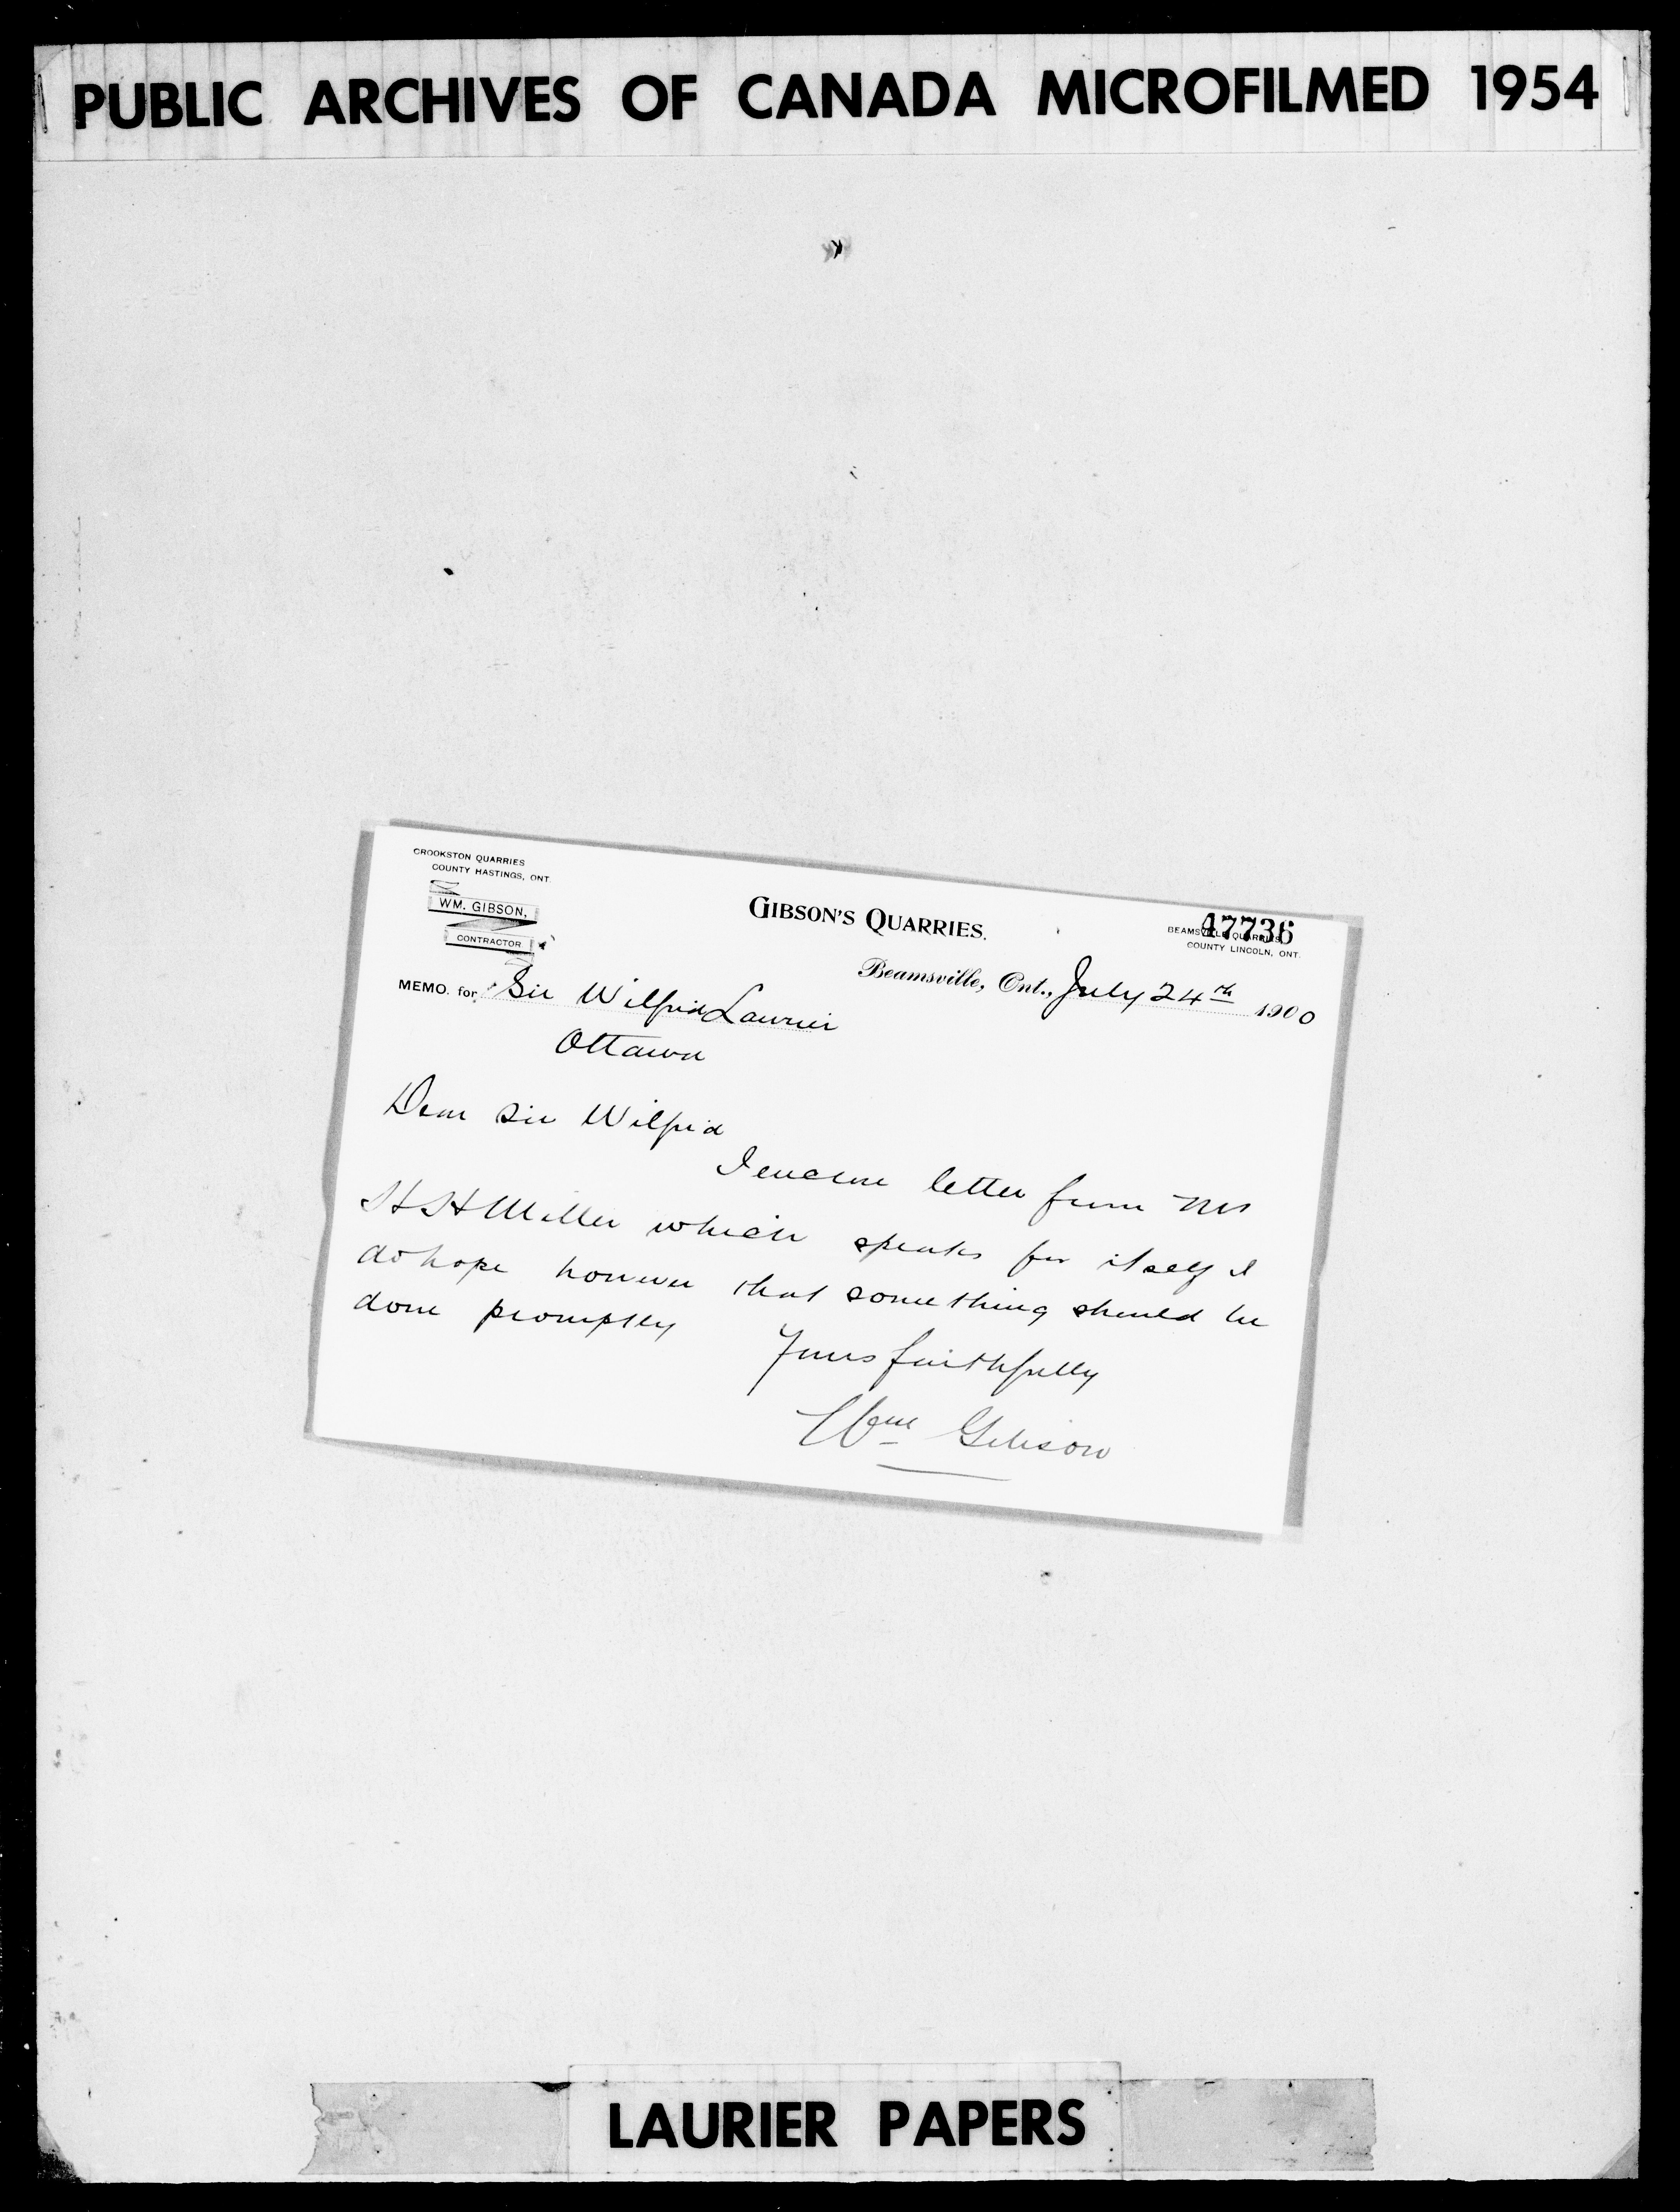 PUBLIC ARCHIVES OF CANADA MICROFILMED 1954
CROOKSTON QUARRIES
COUNTY HASTINGS, ONT.
WM. GIBSON,
CONTRACTOR
GIBSON'S QUARRIES.
47736
BEAMSVILLE QUARRIES
COUNTY LINCOLN, ONT.
Beamsville, Ont., July 24th 1900
MEMO. for Sir Wilfrid Laurier
Ottawa
Dear Sir Wilfrid
I enclose letter from Mr
H H Miller which speaks for itself I
do hope however that something should be
done promptly
Yours faithfully
Wm Gibson
LAURIER PAPERS